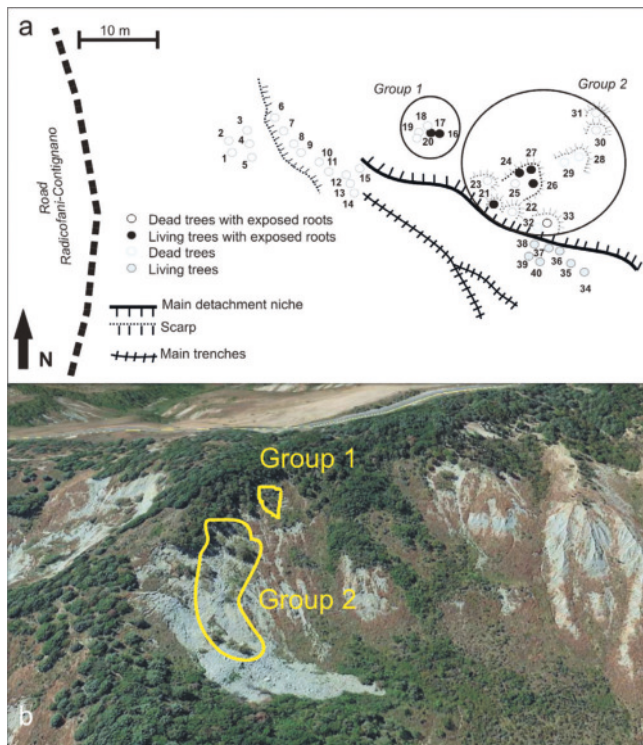 a
10 m
Road
Radicofani-Contignano
Group 1
Group 2
1
2
3
4
5
6
7
8
9
10
11
12
13
14
15
16
17
18
19
20
21
22
23
24
25
26
27
28
29
30
31
32
33
34
35
36
37
38
39
40
Dead trees with exposed roots
Living trees with exposed roots
Dead trees
Living trees
Main detachment niche
Scarp
Main trenches
N
Group 1
Group 2
b